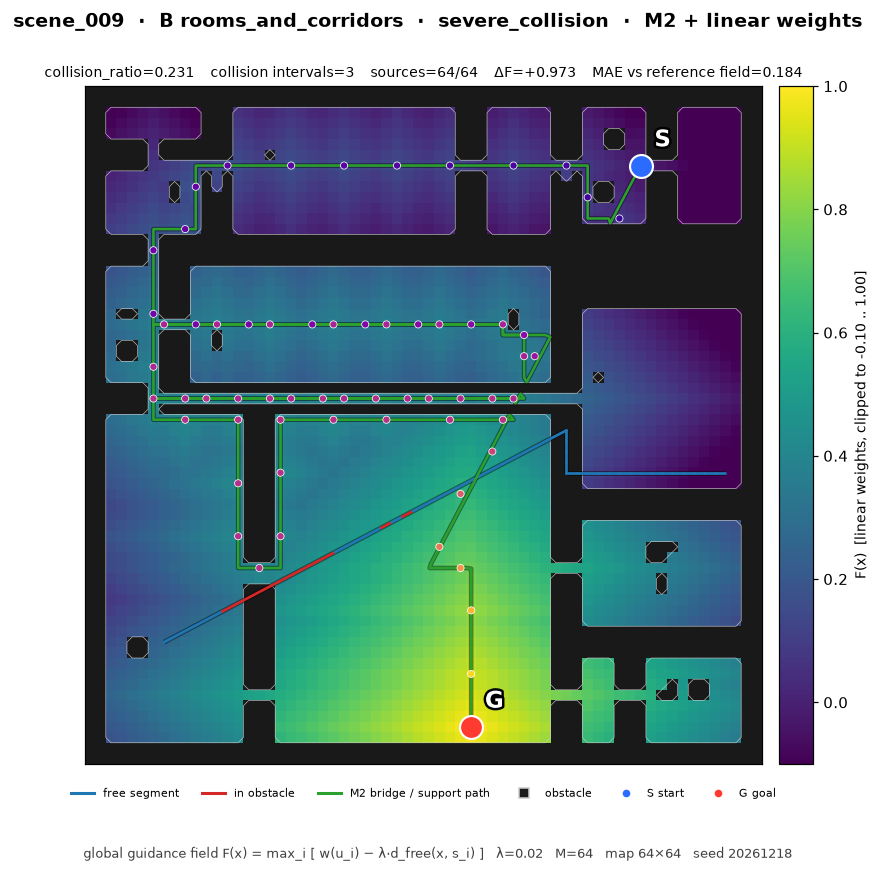 scene_009 · B rooms_and_corridors · severe_collision · M2 + linear weights
collision_ratio=0.231 collision intervals=3 sources=64/64 ΔF=+0.973 MAE vs reference field=0.184
S
G
1.0
0.8
0.6
0.4
0.2
0.0
F(x) [linear weights, clipped to -0.10 .. 1.00]
free segment in obstacle M2 bridge / support path obstacle S start G goal
global guidance field F(x) = max_i [ w(u_i) − λ·d_free(x, s_i) ] λ=0.02 M=64 map 64×64 seed 20261218